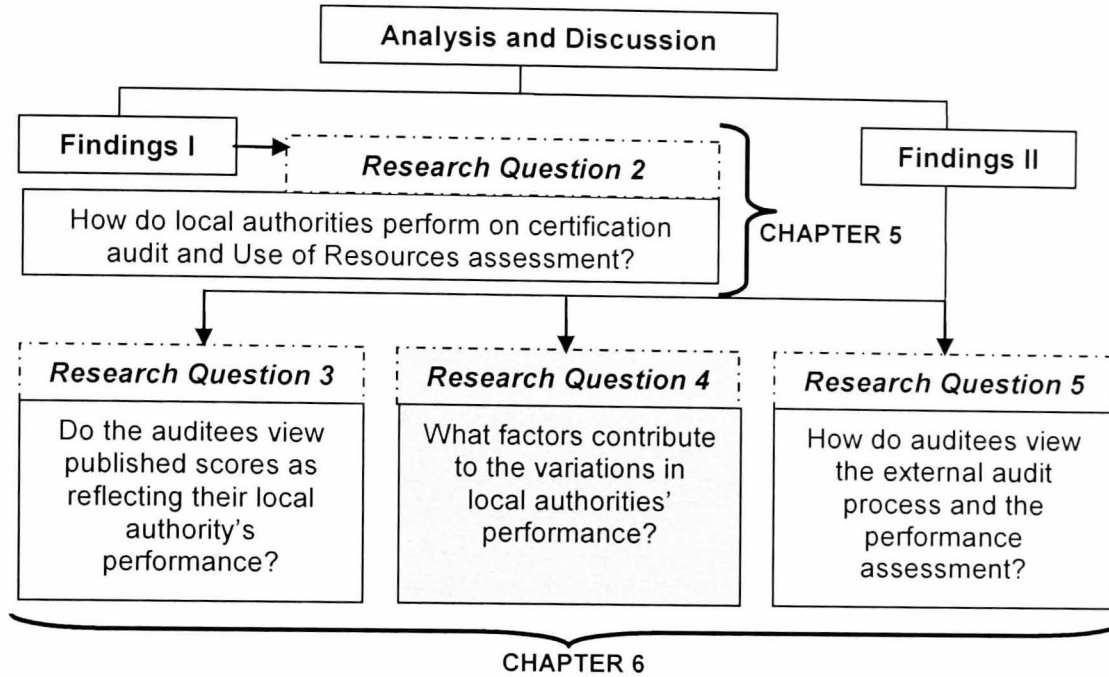 Analysis and Discussion
Findings I
Research Question 2
Findings II
How do local authorities perform on certification
audit and Use of Resources assessment?
CHAPTER 5
Research Question 3
Do the auditees view
published scores as
reflecting their local
authority’s
performance?
Research Question 4
What factors contribute
to the variations in
local authorities’
performance?
Research Question 5
How do auditees view
the external audit
process and the
performance
assessment?
CHAPTER 6